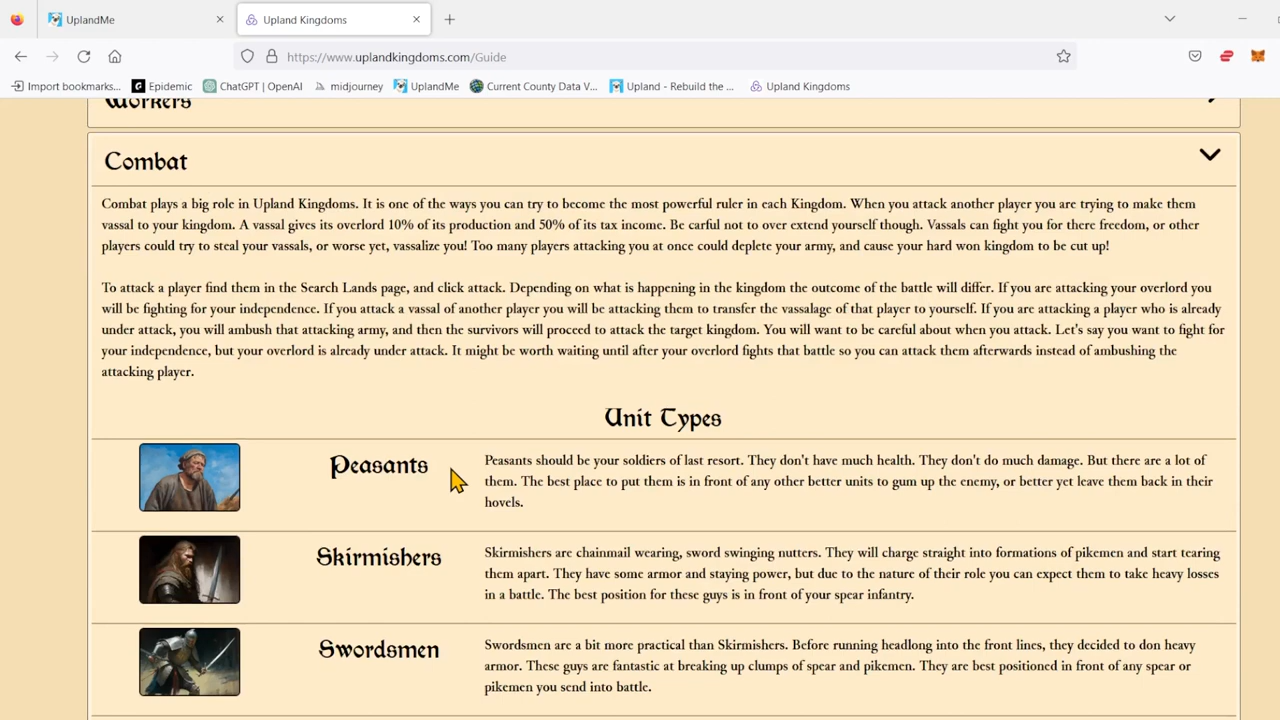 UplandMe
Upland Kingdoms
https://www.uplandkingdoms.com/Guide
Import bookmarks... Epidemic ChatGPT | OpenAI midjourney UplandMe Current County Data V... Upland - Rebuild the ... Upland Kingdoms
Workers
Combat
Combat plays a big role in Upland Kingdoms. It is one of the ways you can try to become the most powerful ruler in each Kingdom. When you attack another player you are trying to make them
vassal to your kingdom. A vassal gives its overlord 10% of its production and 50% of its tax income. Be carful not to over extend yourself though. Vassals can fight you for there freedom, or other
players could try to steal your vassals, or worse yet, vassalize you! Too many players attacking you at once could deplete your army, and cause your hard won kingdom to be cut up!
To attack a player find them in the Search Lands page, and click attack. Depending on what is happening in the kingdom the outcome of the battle will differ. If you are attacking your overlord you
will be fighting for your independence. If you attack a vassal of another player you will be attacking them to transfer the vassalage of that player to yourself. If you are attacking a player who is already
under attack, you will ambush that attacking army, and then the survivors will proceed to attack the target kingdom. You will want to be careful about when you attack. Let's say you want to fight for
your independence, but your overlord is already under attack. It might be worth waiting until after your overlord fights that battle so you can attack them afterwards instead of ambushing the
attacking player.
Unit Types
Peasants
Peasants should be your soldiers of last resort. They don't have much health. They don't do much damage. But there are a lot of
them. The best place to put them is in front of any other better units to gum up the enemy, or better yet leave them back in their
hovels.
Skirmishers
Skirmishers are chainmail wearing, sword swinging nutters. They will charge straight into formations of pikemen and start tearing
them apart. They have some armor and staying power, but due to the nature of their role you can expect them to take heavy losses
in a battle. The best position for these guys is in front of your spear infantry.
Swordsmen
Swordsmen are a bit more practical than Skirmishers. Before running headlong into the front lines, they decided to don heavy
armor. These guys are fantastic at breaking up clumps of spear and pikemen. They are best positioned in front of any spear or
pikemen you send into battle.